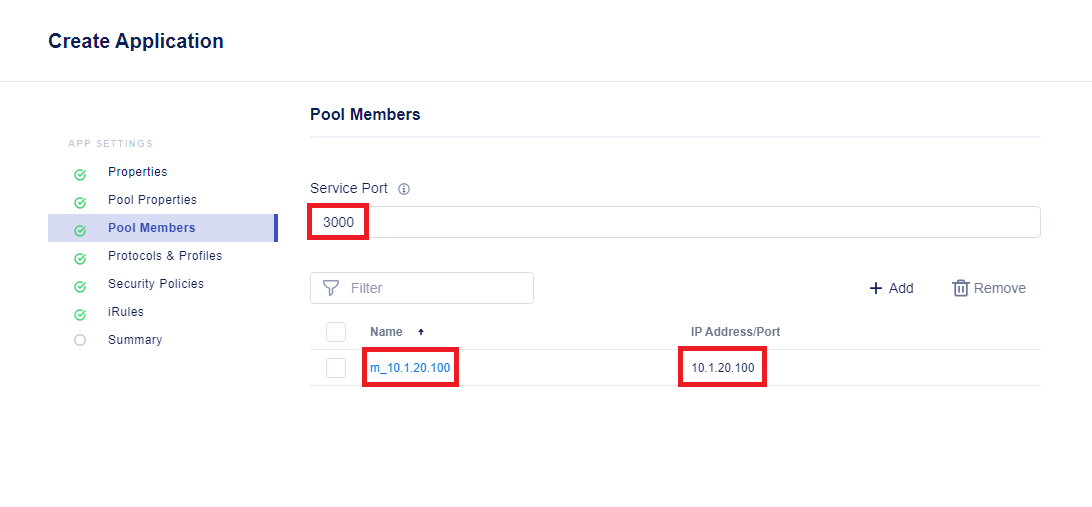 Create Application
APP SETTINGS
Properties
Pool Properties
Pool Members
Protocols & Profiles
Security Policies
iRules
Summary
Pool Members
Service Port
3000
Filter
Add
Remove
Name
IP Address/Port
m_10.1.20.100
10.1.20.100